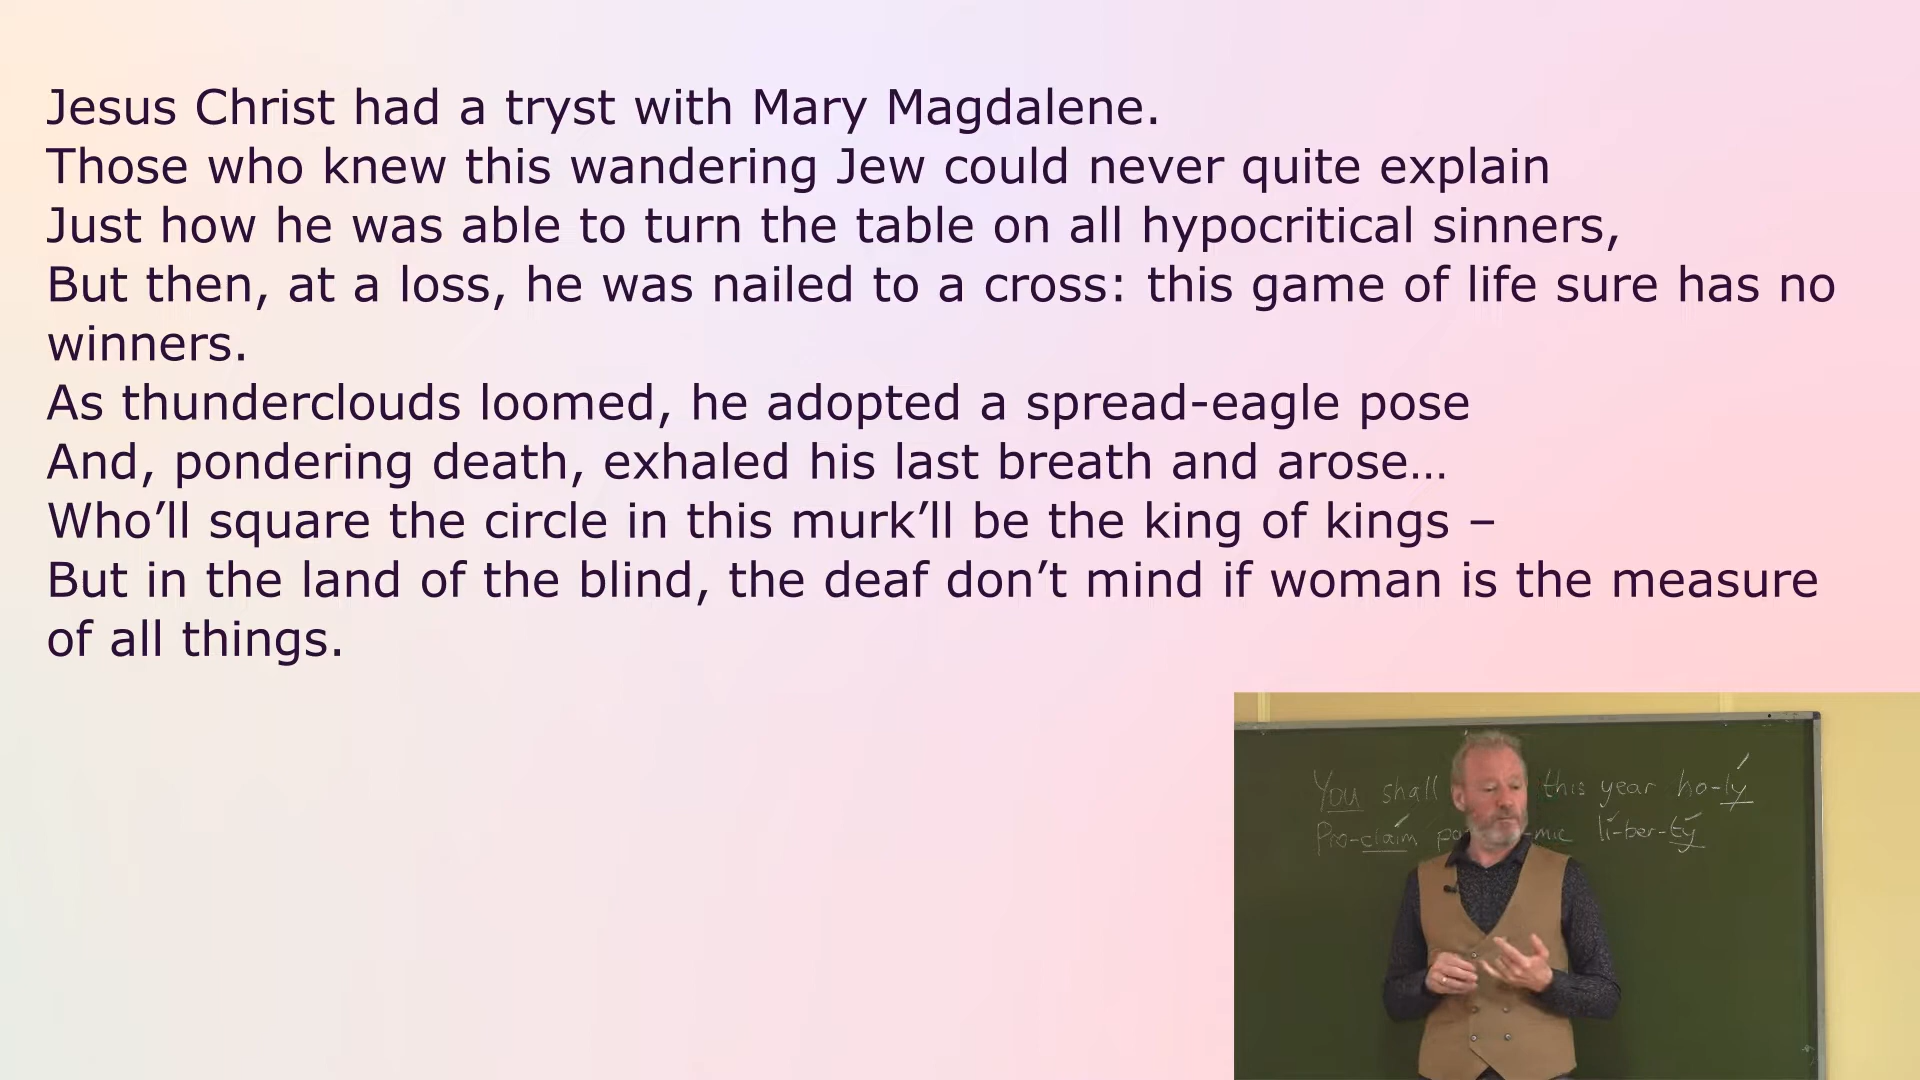 Jesus Christ had a tryst with Mary Magdalene.
Those who knew this wandering Jew could never quite explain
Just how he was able to turn the table on all hypocritical sinners,
But then, at a loss, he was nailed to a cross: this game of life sure has no
winners.
As thunderclouds loomed, he adopted a spread-eagle pose
And, pondering death, exhaled his last breath and arose…
Who’ll square the circle in this murk’ll be the king of kings –
But in the land of the blind, the deaf don’t mind if woman is the measure
of all things.
You shall this year ho-ly
Pro-claim -mic li-ber-ty